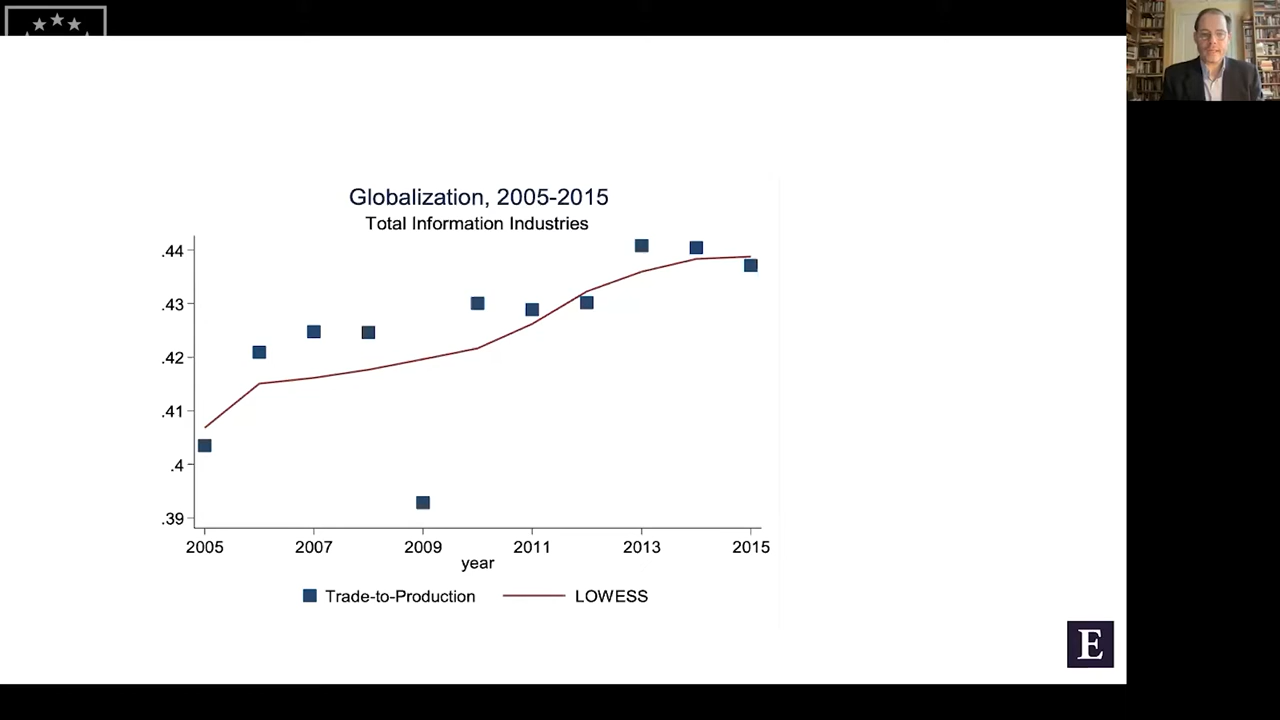 Globalization, 2005-2015
Total Information Industries
.44
.43
.42
.41
.4
.39
2005 2007 2009 2011 2013 2015
year
Trade-to-Production LOWESS
E